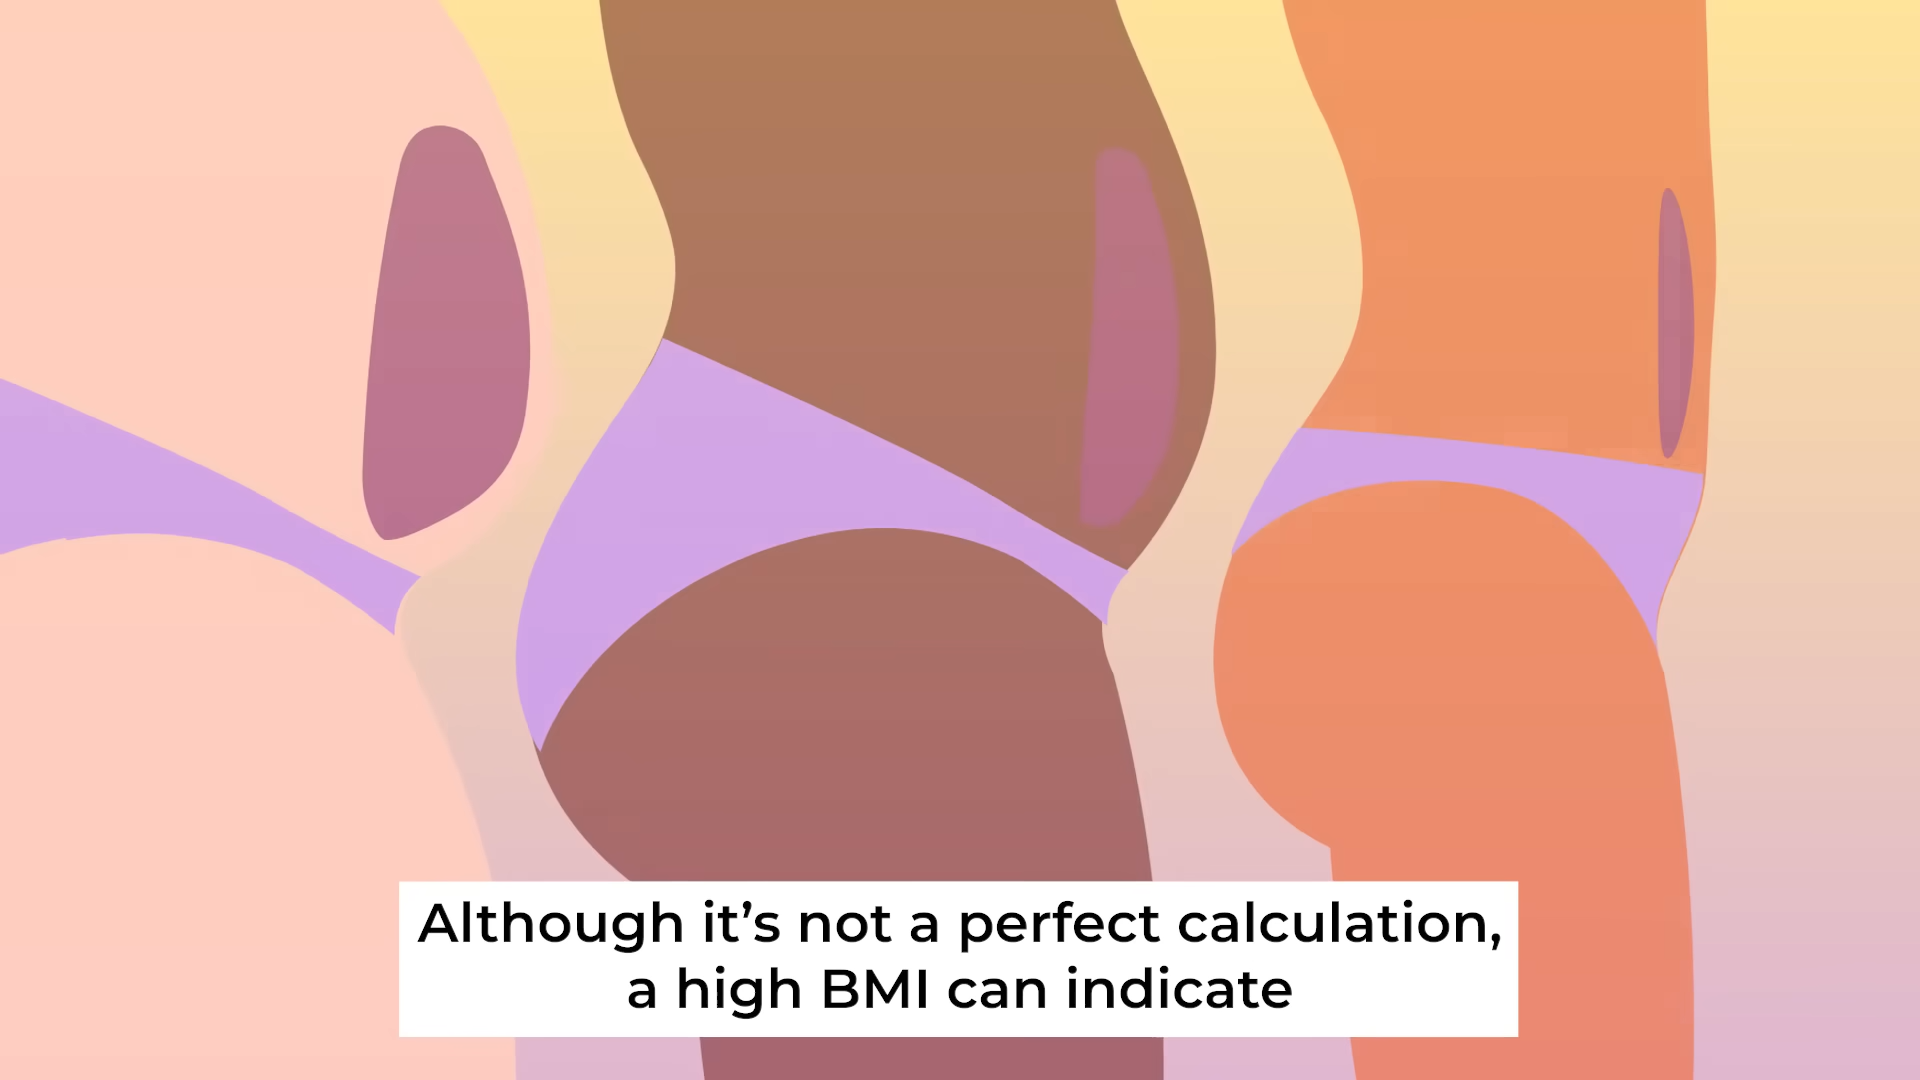 Although it’s not a perfect calculation,
a high BMI can indicate